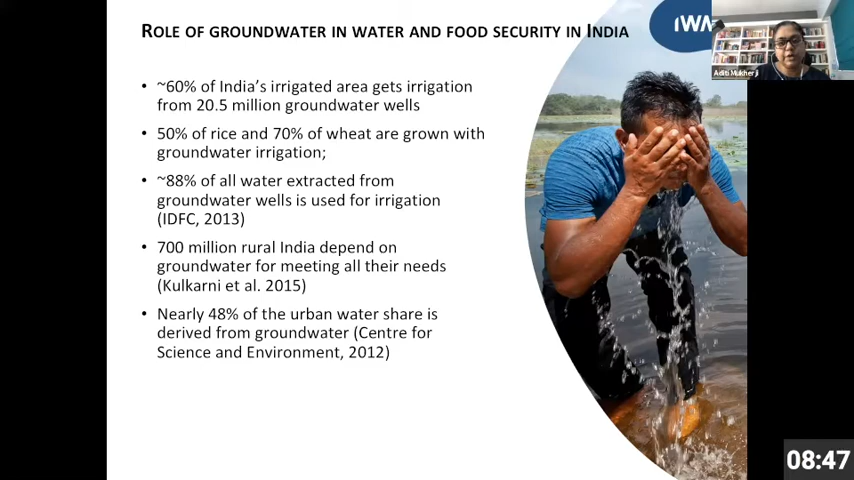 ROLE OF GROUNDWATER IN WATER AND FOOD SECURITY IN INDIA
IWM
Aditi Mukher
• ~60% of India's irrigated area gets irrigation
from 20.5 million groundwater wells
• 50% of rice and 70% of wheat are grown with
groundwater irrigation;
• ~88% of all water extracted from
groundwater wells is used for irrigation
(IDFC, 2013)
• 700 million rural India depend on
groundwater for meeting all their needs
(Kulkarni et al. 2015)
• Nearly 48% of the urban water share is
derived from groundwater (Centre for
Science and Environment, 2012)
08:47